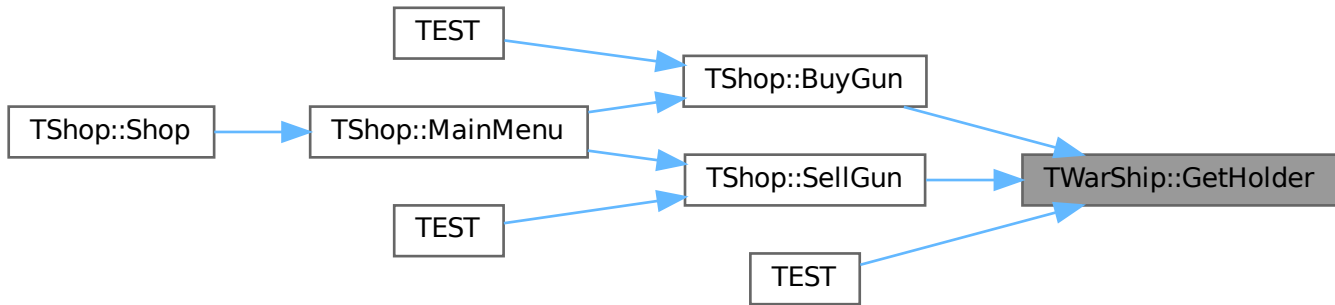 TEST
TShop::BuyGun
TShop::Shop
TShop::MainMenu
TShop::SellGun
TWarShip::GetHolder
TEST
TEST